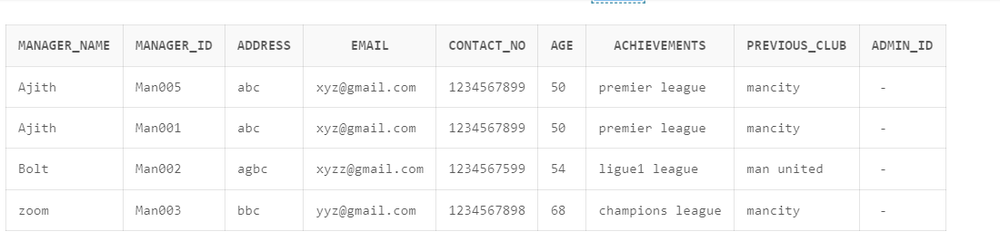 MANAGER_NAME MANAGER_ID ADDRESS EMAIL CONTACT_NO AGE ACHIEVEMENTS PREVIOUS_CLUB ADMIN_ID
Ajith Man005 abc xyz@gmail.com 1234567899 50 premier league mancity -
Ajith Man001 abc xyz@gmail.com 1234567899 50 premier league mancity -
Bolt Man002 agbc xyzz@gmail.com 1234567599 54 ligue1 league man united -
zoom Man003 bbc yyz@gmail.com 1234567898 68 champions league mancity -